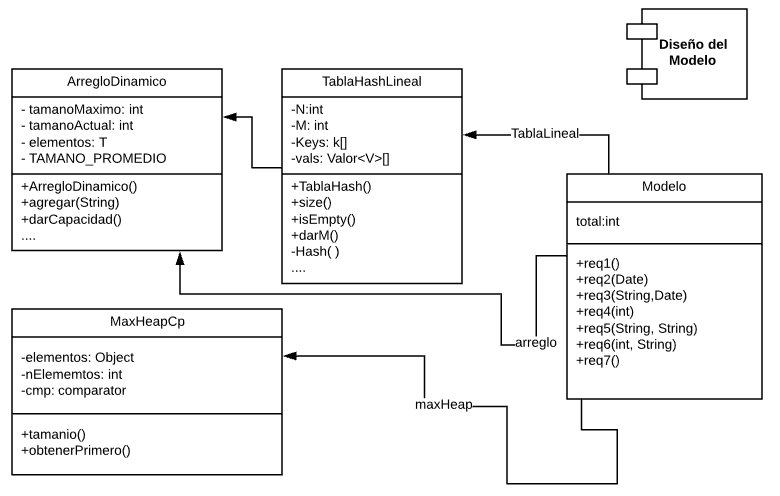 Diseño del
Modelo
ArregloDinamico
- tamanoMaximo: int
- tamanoActual: int
- elementos: T
- TAMANO_PROMEDIO
+ArregloDinamico()
+agregar(String)
+darCapacidad()
....
TablaHashLineal
-N:int
-M: int
-Keys: k[]
-vals: Valor<V>[]
+TablaHash()
+size()
+isEmpty()
+darM()
-Hash( )
....
TablaLineal
Modelo
total:int
+req1()
+req2(Date)
+req3(String,Date)
+req4(int)
+req5(String, String)
+req6(int, String)
+req7()
arreglo
MaxHeapCp
-elementos: Object
-nElememtos: int
-cmp: comparator
+tamanio()
+obtenerPrimero()
maxHeap